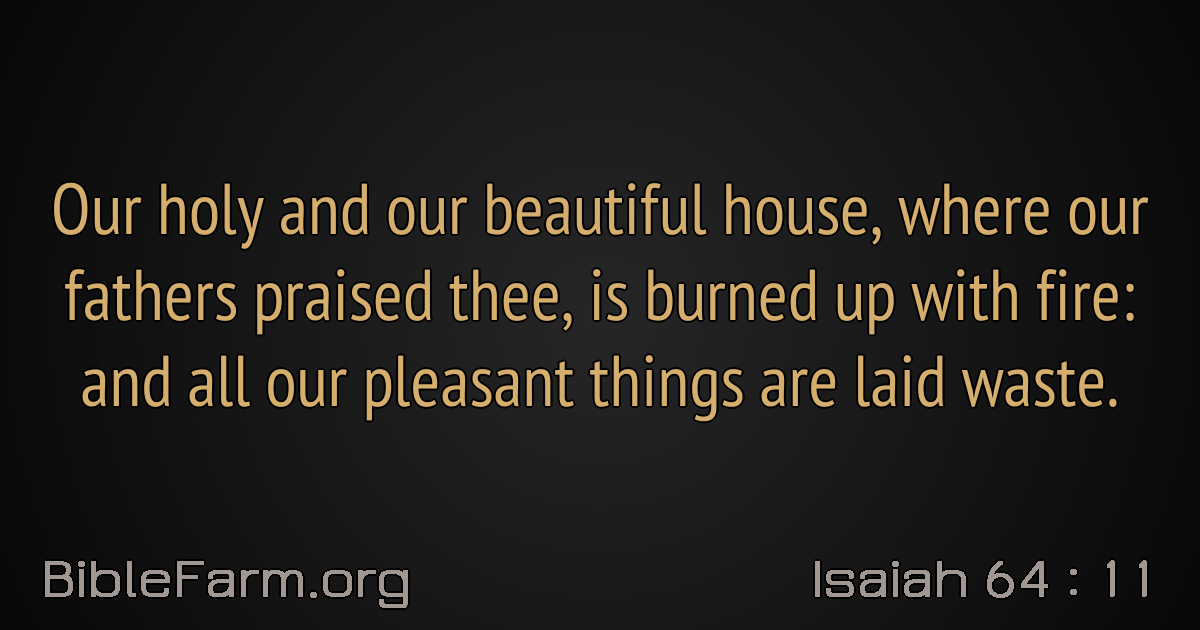 Our holy and our beautiful house, where our
fathers praised thee, is burned up with fire:
and all our pleasant things are laid waste.
BibleFarm.org
Isaiah 64 : 11